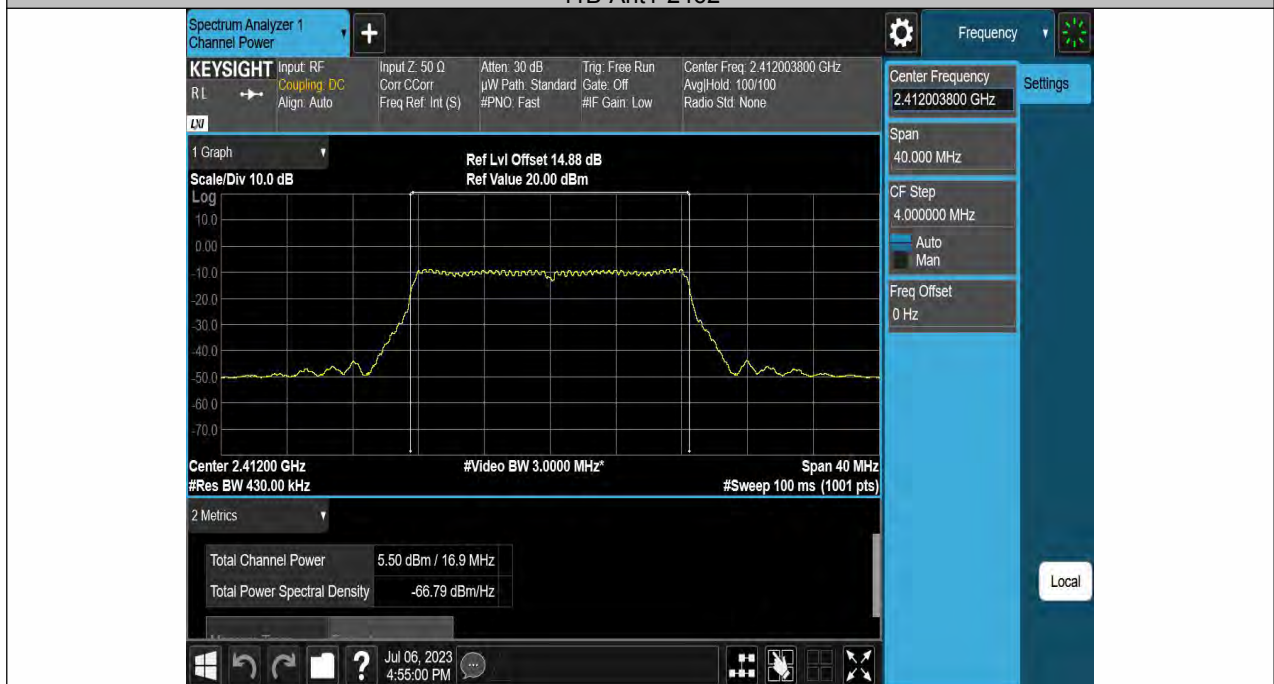 Spectrum Analyzer 1
Channel Power
Frequency
KEYSIGHT
RL
LXI
Input: RF
Coupling: DC
Align: Auto
Input Z: 50 Ω
Corr CCorr
Freq Ref: Int (S)
Atten: 30 dB
µW Path: Standard
#PNO: Fast
Trig: Free Run
Gate: Off
#IF Gain: Low
Center Freq: 2.412003800 GHz
Avg|Hold: 100/100
Radio Std: None
Center Frequency
2.412003800 GHz
Settings
Span
40.000 MHz
CF Step
4.000000 MHz
Auto
Man
Freq Offset
0 Hz
1 Graph
Ref Lvl Offset 14.88 dB
Scale/Div 10.0 dB
Ref Value 20.00 dBm
Log
10.0
0.00
-10.0
-20.0
-30.0
-40.0
-50.0
-60.0
-70.0
Center 2.41200 GHz
#Video BW 3.0000 MHz*
Span 40 MHz
#Res BW 430.00 kHz
#Sweep 100 ms (1001 pts)
2 Metrics
Total Channel Power 5.50 dBm / 16.9 MHz
Total Power Spectral Density -66.79 dBm/Hz
Local
?
Jul 06, 2023
4:55:00 PM